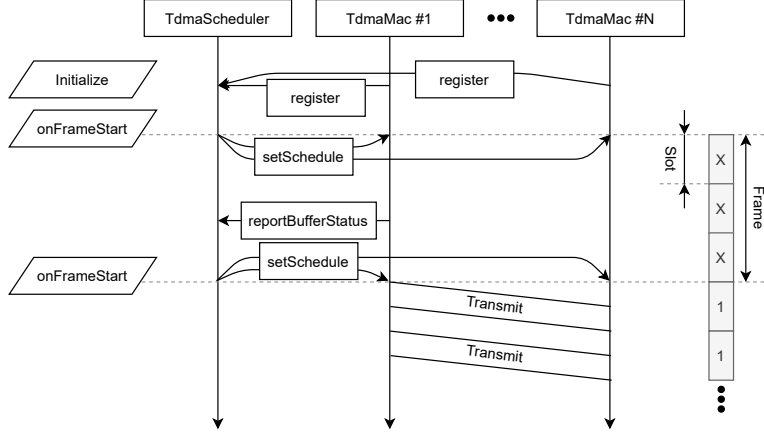 TdmaScheduler
TdmaMac #1
TdmaMac #N
Initialize
register
register
onFrameStart
setSchedule
Slot
Frame
X
X
X
reportBufferStatus
setSchedule
onFrameStart
Transmit
1
Transmit
1